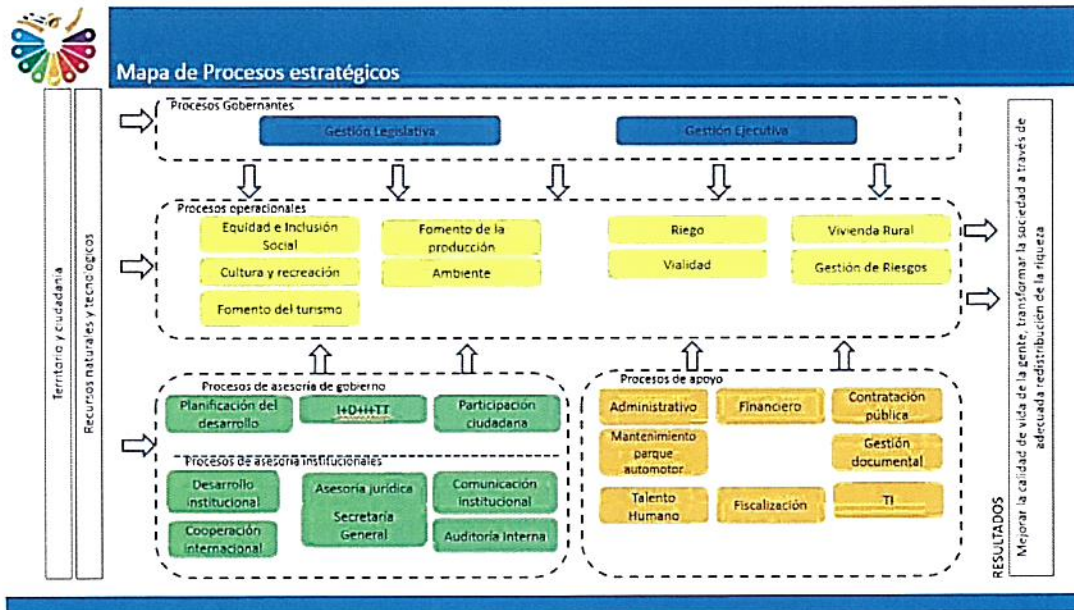 Mapa de Procesos estratégicos
Territorio y ciudadanía
Recursos naturales y tecnológicos
Procesos Gobernantes
Gestión Legislativa
Gestión Ejecutiva
Procesos operacionales
Equidad e Inclusión
Social
Cultura y recreación
Fomento del turismo
Fomento de la
producción
Ambiente
Riego
Vialidad
Vivienda Rural
Gestión de Riesgos
Procesos de asesoría de gobierno
Planificación del
desarrollo
I+D+i+TT
Participación
ciudadana
Procesos de asesoría institucionales
Desarrollo
institucional
Cooperación
internacional
Asesoría jurídica
Secretaría
General
Comunicación
institucional
Auditoría Interna
Procesos de apoyo
Administrativo
Financiero
Contratación
pública
Mantenimiento
parque
automotor
Gestión
documental
Talento
Humano
Fiscalización
TI
RESULTADOS
Mejorar la calidad de vida de la gente, transformar la sociedad a través de
adecuada redistribución de la riqueza